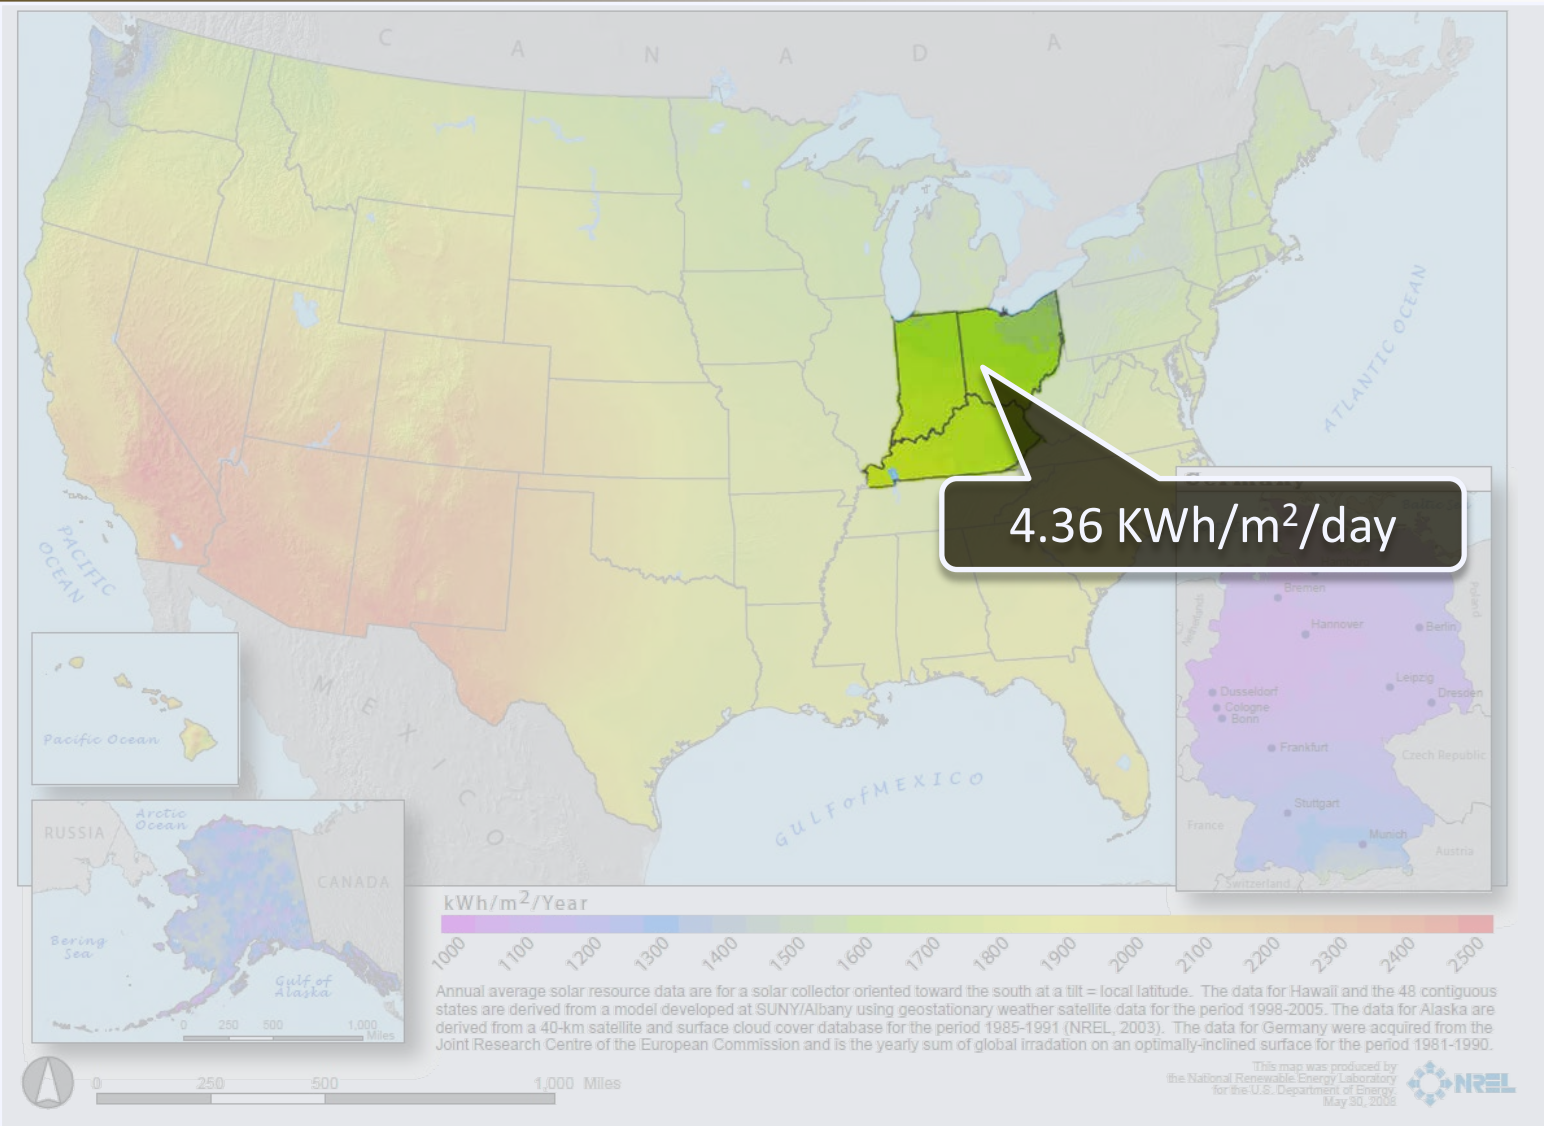 C A N A D A
ATLANTIC OCEAN
PACIFIC
OCEAN
MEXICO
GULF of MEXICO
4.36 KWh/m²/day
Germany
Netherlands
Poland
Bremen
Hannover
Berlin
Leipzig
Dusseldorf
Dresden
Cologne
Bonn
Frankfurt
Czech Republic
Stuttgart
France
Munich
Austria
Switzerland
Pacific Ocean
Arctic
Ocean
RUSSIA
CANADA
Bering
Sea
Gulf of
Alaska
0 250 500 1,000
Miles
kWh/m²/Year
1000 1100 1200 1300 1400 1500 1600 1700 1800 1900 2000 2100 2200 2300 2400 2500
Annual average solar resource data are for a solar collector oriented toward the south at a tilt = local latitude. The data for Hawaii and the 48 contiguous
states are derived from a model developed at SUNY/Albany using geostationary weather satellite data for the period 1998-2005. The data for Alaska are
derived from a 40-km satellite and surface cloud cover database for the period 1985-1991 (NREL, 2003). The data for Germany were acquired from the
Joint Research Centre of the European Commission and is the yearly sum of global irradation on an optimally-inclined surface for the period 1981-1990.
0 250 500 1,000 Miles
This map was produced by
the National Renewable Energy Laboratory
for the U.S. Department of Energy.
May 30, 2008
NREL